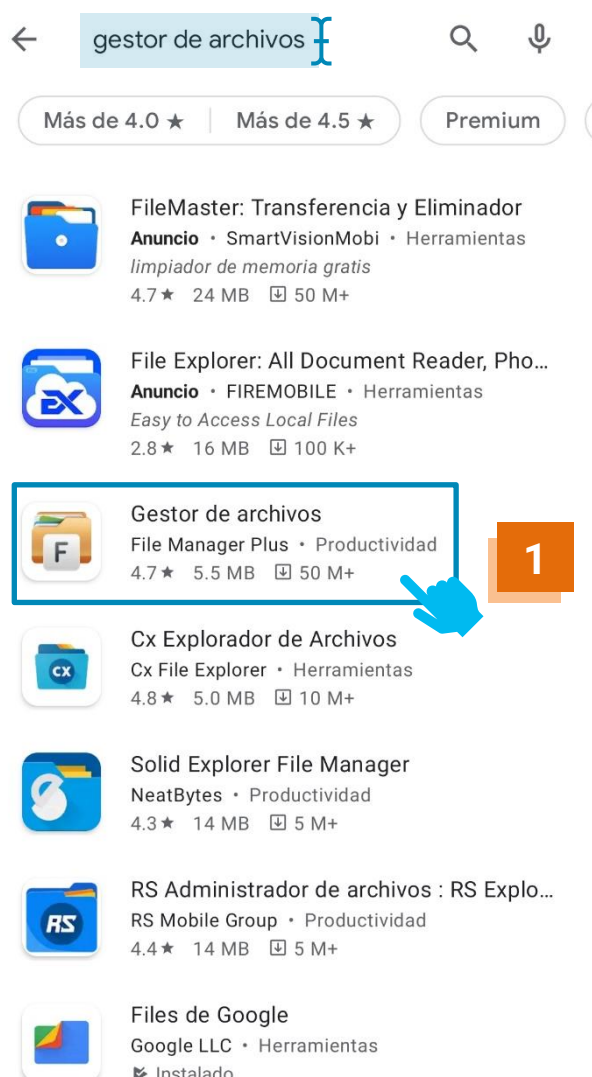 gestor de archivos
Más de 4.0 ★ Más de 4.5 ★ Premium
FileMaster: Transferencia y Eliminador
Anuncio • SmartVisionMobi • Herramientas
limpiador de memoria gratis
4.7★ 24 MB 50 M+
File Explorer: All Document Reader, Pho...
EX
Anuncio • FIREMOBILE • Herramientas
Easy to Access Local Files
2.8★ 16 MB 100 K+
Gestor de archivos
F
File Manager Plus • Productividad
1
4.7★ 5.5 MB 50 M+
Cx Explorador de Archivos
CX
Cx File Explorer • Herramientas
4.8★ 5.0 MB 10 M+
Solid Explorer File Manager
S
NeatBytes • Productividad
4.3★ 14 MB 5 M+
RS Administrador de archivos : RS Explo...
RS
RS Mobile Group • Productividad
4.4★ 14 MB 5 M+
Files de Google
Google LLC • Herramientas
Instalado